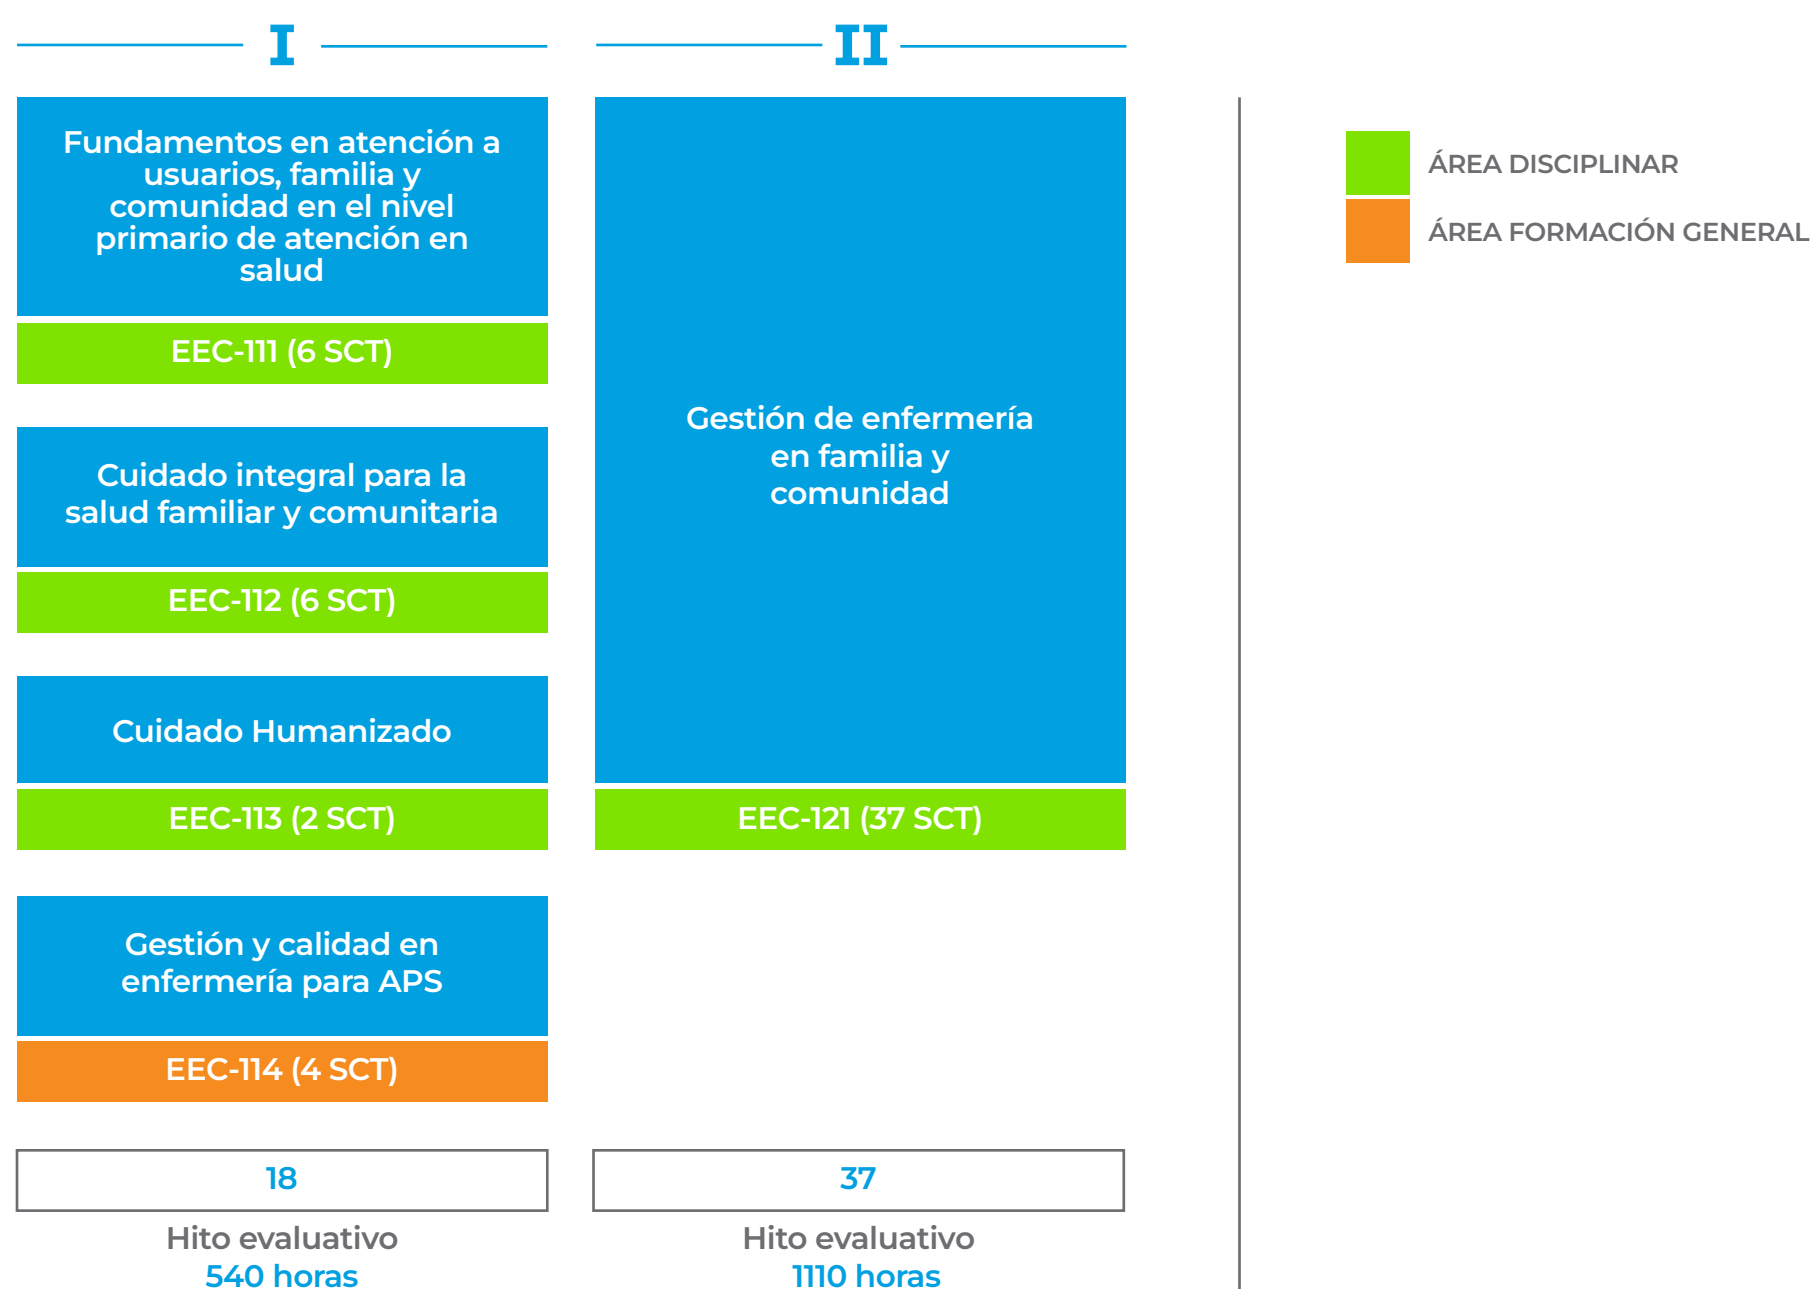 I
Fundamentos en atención a
usuarios, familia y
comunidad en el nivel
primario de atención en
salud
EEC-111 (6 SCT)
Cuidado integral para la
salud familiar y comunitaria
EEC-112 (6 SCT)
Cuidado Humanizado
EEC-113 (2 SCT)
Gestión y calidad en
enfermería para APS
EEC-114 (4 SCT)
18
Hito evaluativo
540 horas
II
Gestión de enfermería
en familia y
comunidad
EEC-121 (37 SCT)
37
Hito evaluativo
1110 horas
ÁREA DISCIPLINAR
ÁREA FORMACIÓN GENERAL